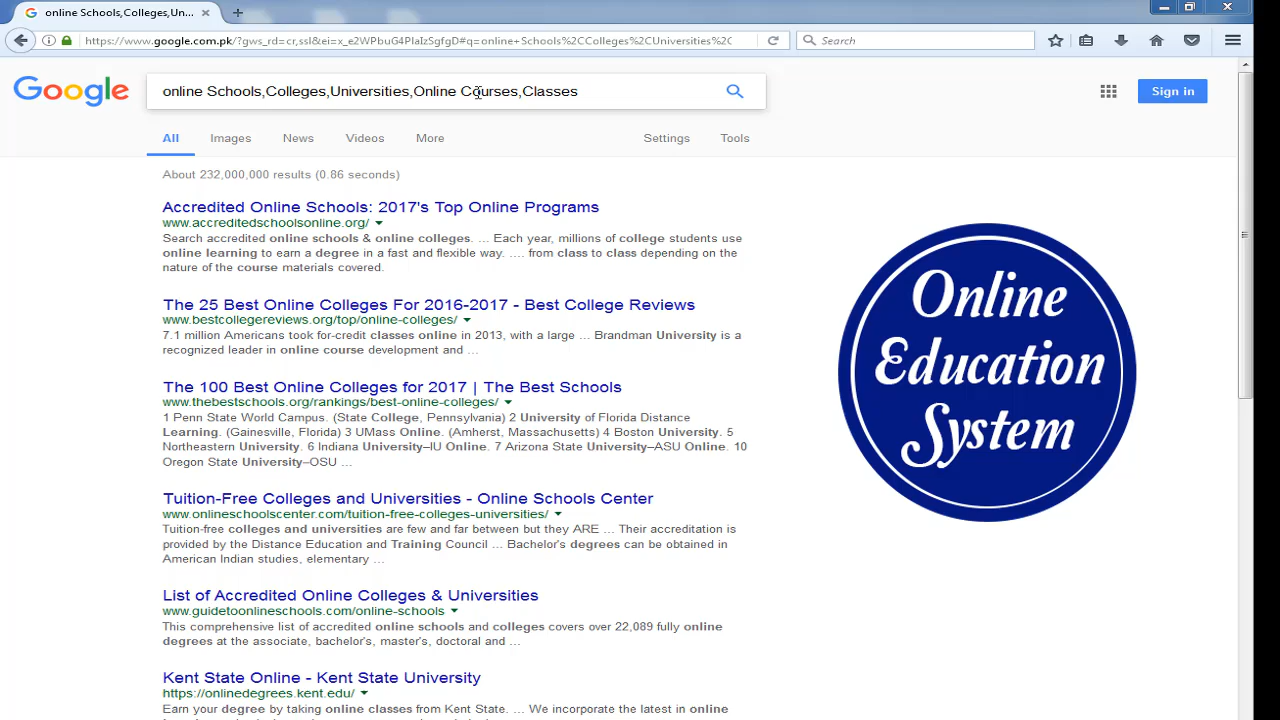 online Schools,Colleges,Un...
https://www.google.com.pk/?gws_rd=cr,ssl&ei=x_e2WPbuG4PlaIzSgfgD#q=online+Schools%2CColleges%2CUniversities%2C
Search
Google
online Schools,Colleges,Universities,Online Courses,Classes
Sign in
All Images News Videos More Settings Tools
About 232,000,000 results (0.86 seconds)
Accredited Online Schools: 2017's Top Online Programs
www.accreditedschoolsonline.org/
Search accredited online schools & online colleges. ... Each year, millions of college students use
online learning to earn a degree in a fast and flexible way. .... from class to class depending on the
nature of the course materials covered.
The 25 Best Online Colleges For 2016-2017 - Best College Reviews
www.bestcollegereviews.org/top/online-colleges/
7.1 million Americans took for-credit classes online in 2013, with a large ... Brandman University is a
recognized leader in online course development and ...
The 100 Best Online Colleges for 2017 | The Best Schools
www.thebestschools.org/rankings/best-online-colleges/
1 Penn State World Campus. (State College, Pennsylvania) 2 University of Florida Distance
Learning. (Gainesville, Florida) 3 UMass Online. (Amherst, Massachusetts) 4 Boston University. 5
Northeastern University. 6 Indiana University–IU Online. 7 Arizona State University–ASU Online. 10
Oregon State University–OSU ...
Tuition-Free Colleges and Universities - Online Schools Center
www.onlineschoolscenter.com/tuition-free-colleges-universities/
Tuition-free colleges and universities are few and far between but they ARE ... Their accreditation is
provided by the Distance Education and Training Council ... Bachelor's degrees can be obtained in
American Indian studies, elementary ...
List of Accredited Online Colleges & Universities
www.guidetoonlineschools.com/online-schools
This comprehensive list of accredited online schools and colleges covers over 22,089 fully online
degrees at the associate, bachelor's, master's, doctoral and ...
Kent State Online - Kent State University
https://onlinedegrees.kent.edu/
Earn your degree by taking online classes from Kent State. ... We incorporate the latest in online
Online
Education
System